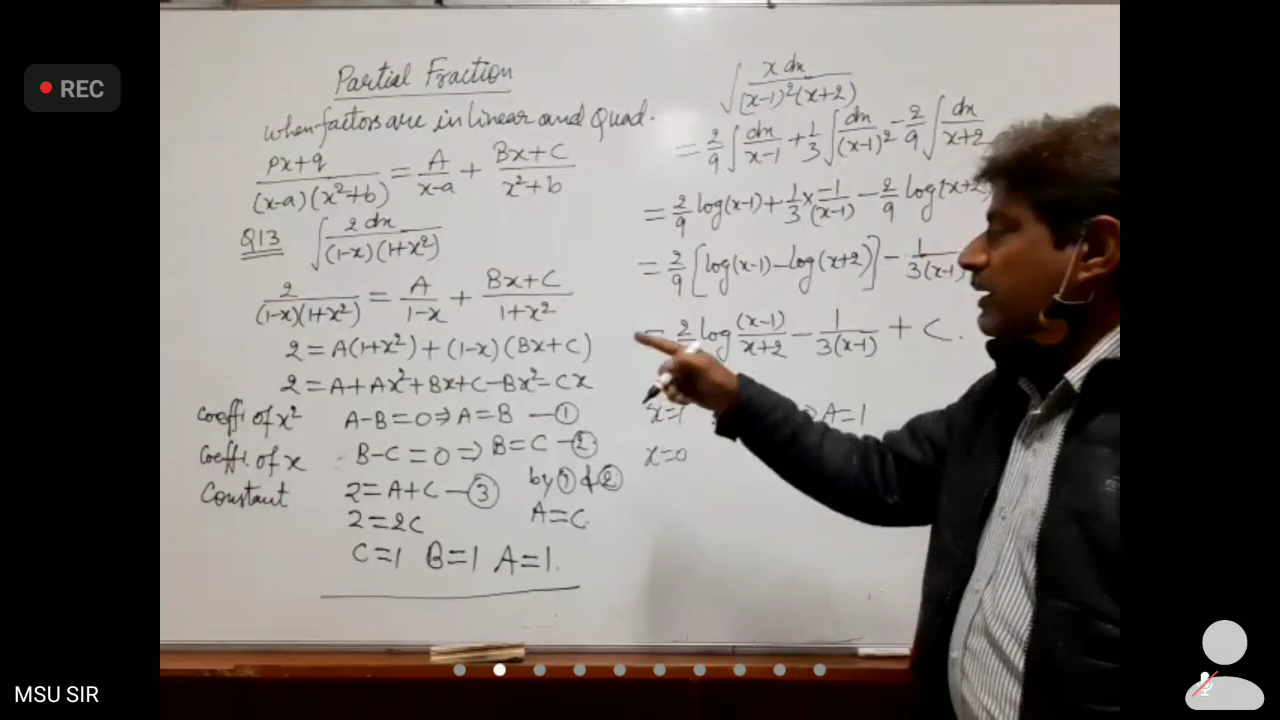 REC
Partial Fraction
when factors are in linear and Quad.
px+q/(x-a)(x²+b) = A/x-a + Bx+C/x²+b
Q13 ∫ 2 dx/(1-x)(1+x²)
2/(1-x)(1+x²) = A/1-x + Bx+C/1+x²
2 = A(1+x²) + (1-x)(Bx+C)
2 = A + Ax² + Bx + C - Bx² - Cx
Coeffi of x² A-B=0 ⇒ A=B —①
Coeffi. of x B-C=0 ⇒ B=C —②
Constant 2=A+C —③ by ① & ②
2=2C A=C.
C=1 B=1 A=1.
∫ x dx/(x-1)²(x+2)
= 2/9 ∫ dx/x-1 + 1/3 ∫ dx/(x-1)² - 2/9 ∫ dx/x+2
= 2/9 log(x-1) + 1/3 × -1/(x-1) - 2/9 log(x+2)
= 2/9 [log(x-1) - log(x+2)] - 1/3(x-1)
= 2/9 log (x-1)/x+2 - 1/3(x-1) + C.
x=1 A=1
x=0
MSU SIR